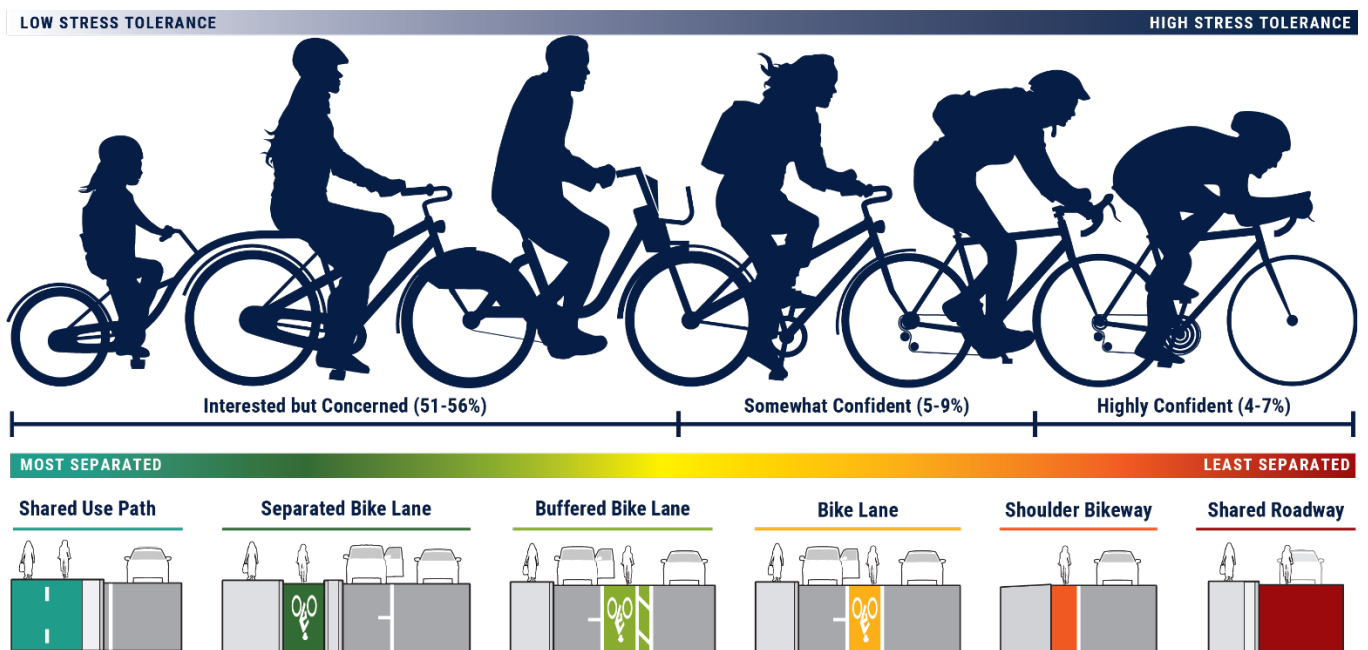 LOW STRESS TOLERANCE
HIGH STRESS TOLERANCE
Interested but Concerned (51-56%)
Somewhat Confident (5-9%)
Highly Confident (4-7%)
MOST SEPARATED
LEAST SEPARATED
Shared Use Path
Separated Bike Lane
Buffered Bike Lane
Bike Lane
Shoulder Bikeway
Shared Roadway